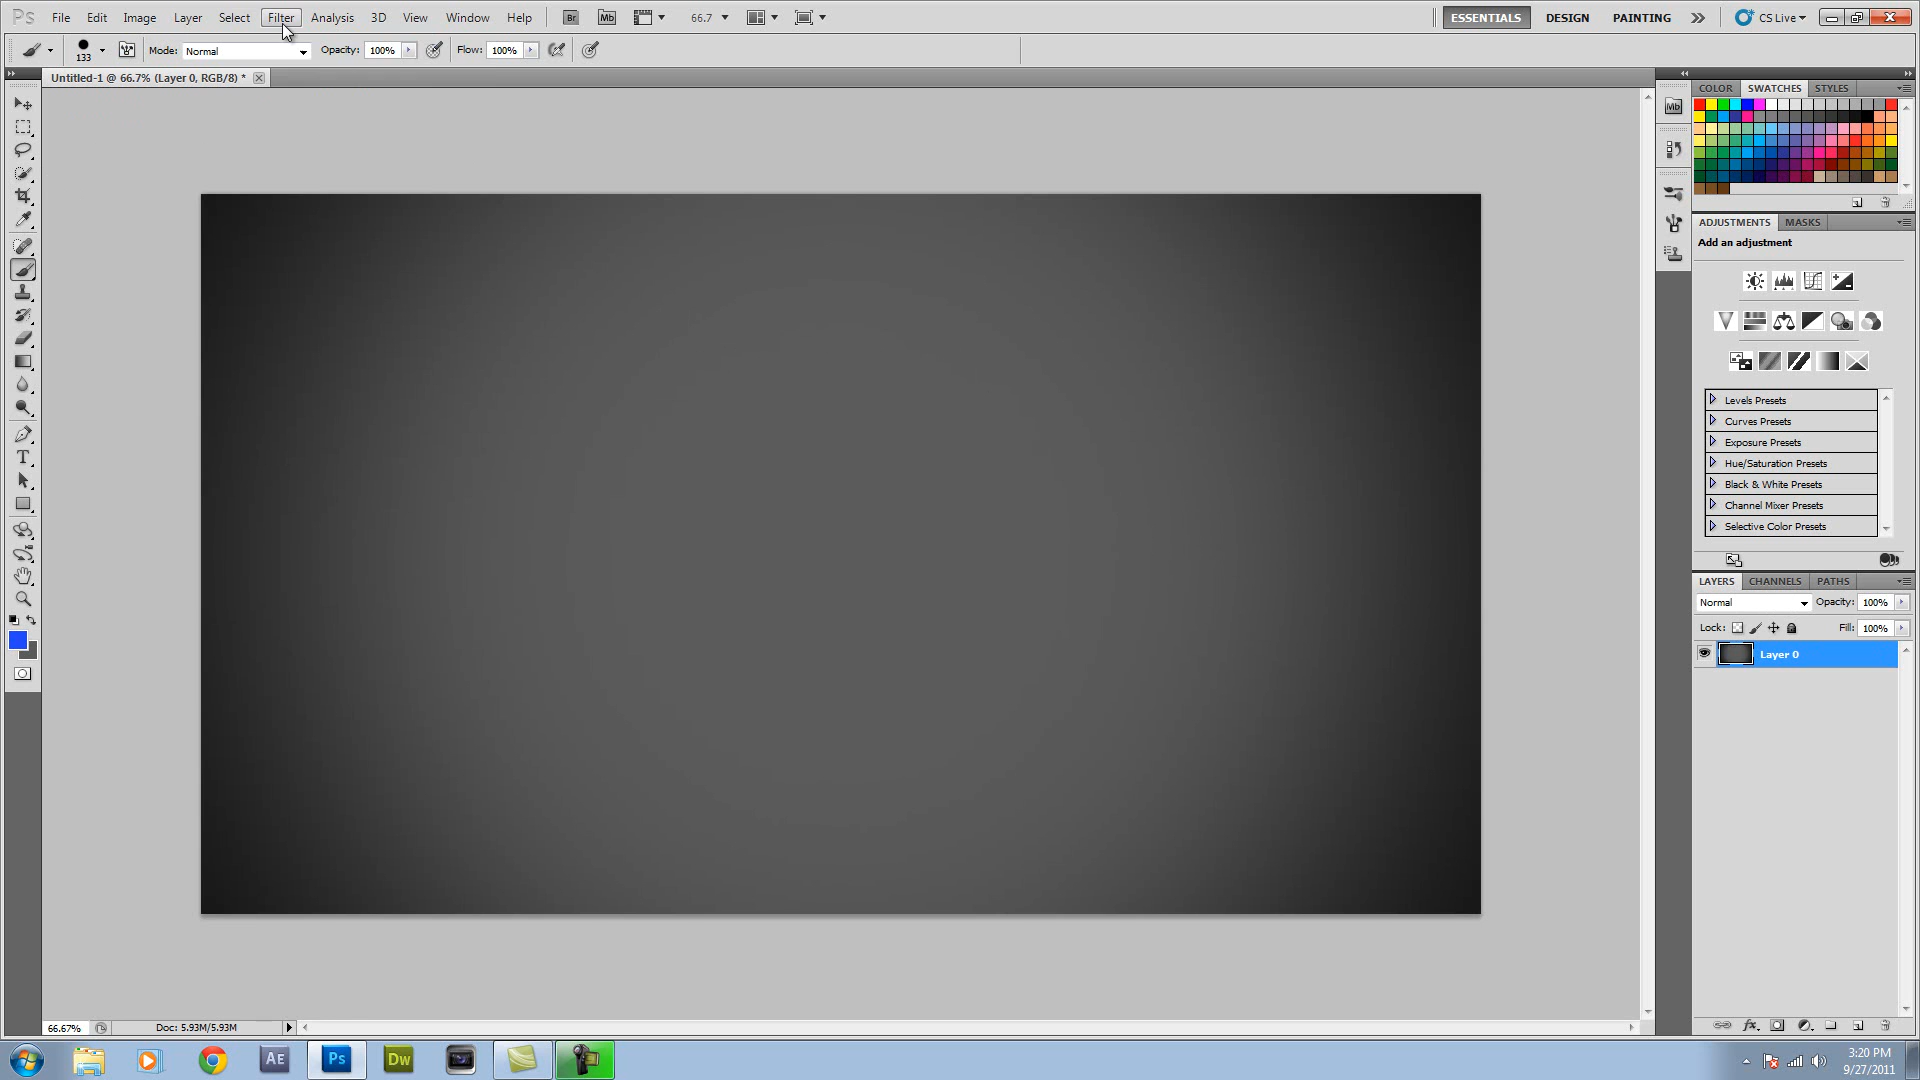 Ps File Edit Image Layer Select Filter Analysis 3D View Window Help Br Mb 66.7 ESSENTIALS DESIGN PAINTING CS Live
133 Mode: Normal Opacity: 100% Flow: 100%
Untitled-1 @ 66.7% (Layer 0, RGB/8) *
COLOR SWATCHES STYLES
Mb
ADJUSTMENTS MASKS
Add an adjustment
Levels Presets
Curves Presets
Exposure Presets
Hue/Saturation Presets
Black & White Presets
Channel Mixer Presets
Selective Color Presets
LAYERS CHANNELS PATHS
Normal Opacity: 100%
Lock: Fill: 100%
Layer 0
66.67% Doc: 5.93M/5.93M
AE Ps Dw
3:20 PM
9/27/2011